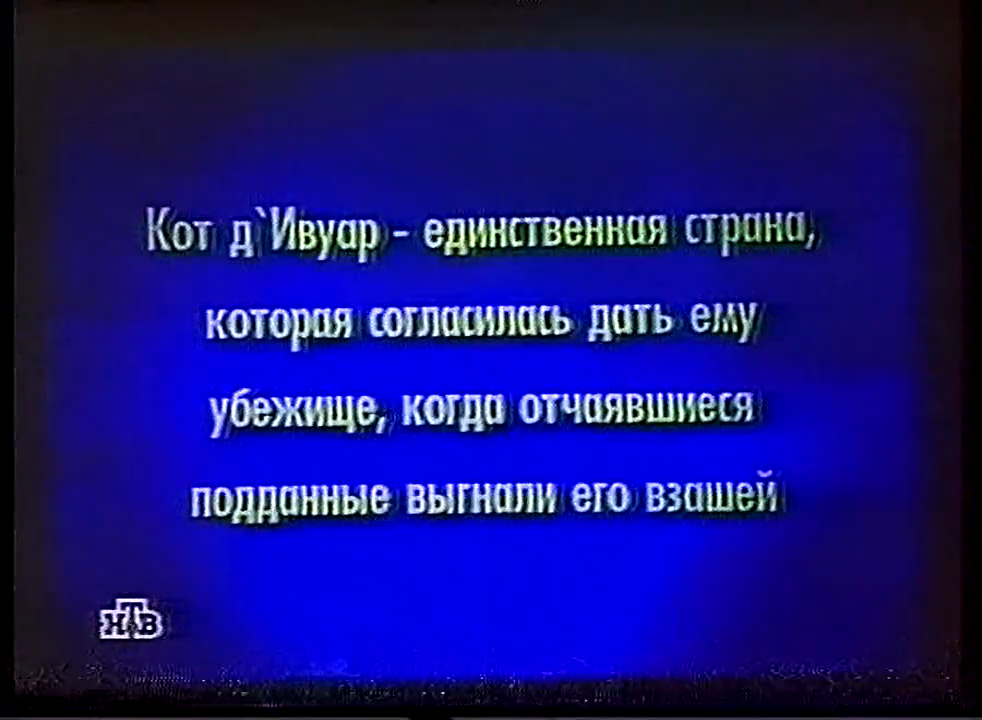 Кот д`Ивуар - единственная страна,
которая согласилась дать ему
убежище, когда отчаявшиеся
подданные выгнали его взашей
НТВ